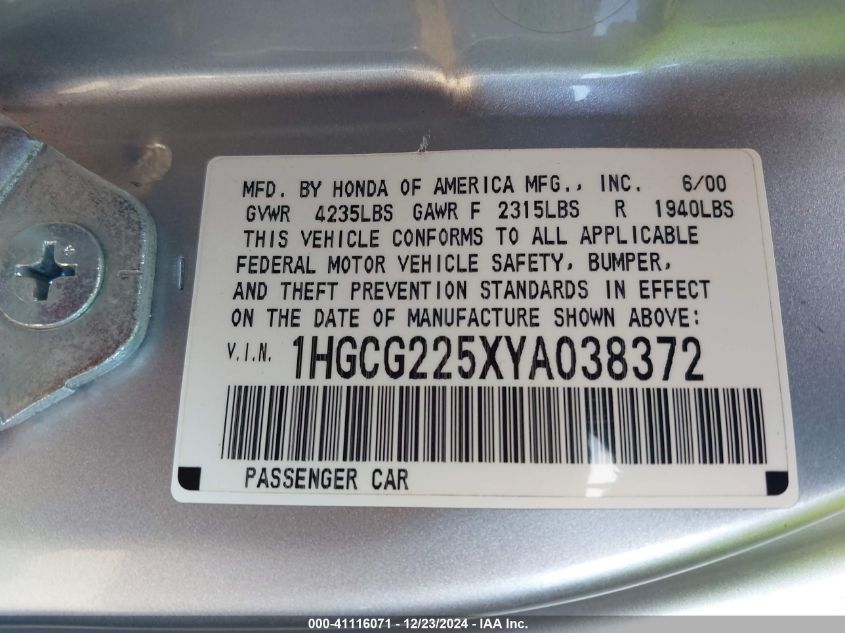 MFD. BY HONDA OF AMERICA MFG., INC. 6/00
GVWR 4235LBS GAWR F 2315LBS R 1940LBS
THIS VEHICLE CONFORMS TO ALL APPLICABLE
FEDERAL MOTOR VEHICLE SAFETY, BUMPER,
AND THEFT PREVENTION STANDARDS IN EFFECT
ON THE DATE OF MANUFACTURE SHOWN ABOVE:
V.I.N. 1HGCG225XYA038372
PASSENGER CAR
000-41116071 - 12/23/2024 - IAA Inc.